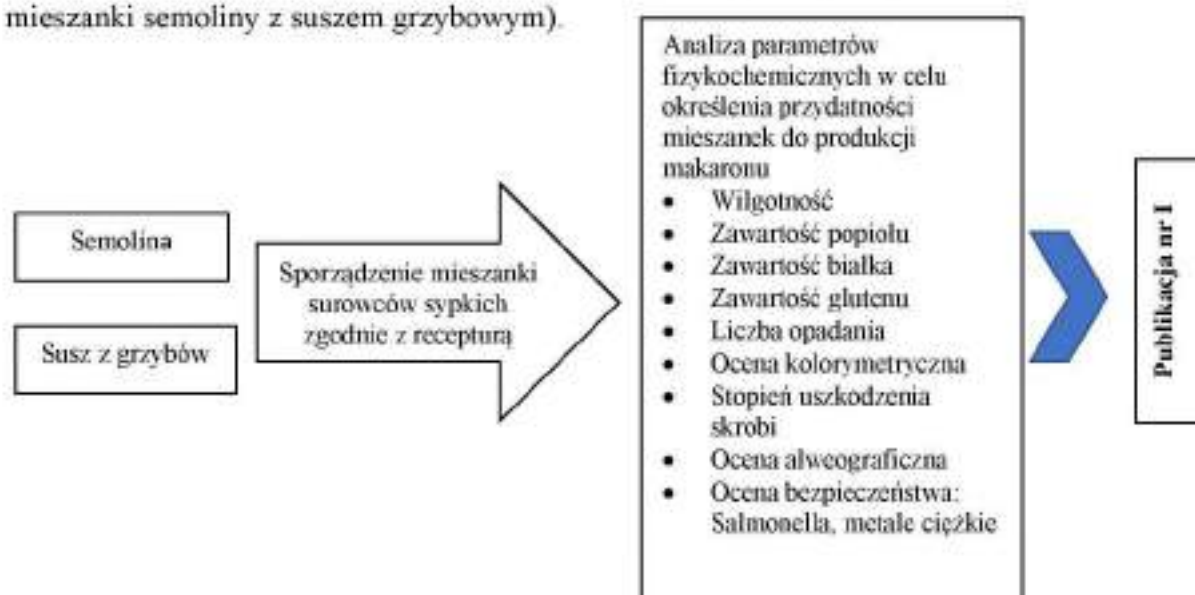 mieszanki semoliny z suszem grzybowym).
Semolina
Susz z grzybów
Sporządzenie mieszanki
surowców sypkich
zgodnie z recepturą
Analiza parametrów
fizykochemicznych w celu
określenia przydatności
mieszanek do produkcji
makaronu
• Wilgotność
• Zawartość popiołu
• Zawartość białka
• Zawartość glutenu
• Liczba opadania
• Ocena kolorymetryczna
• Stopień uszkodzenia
skrobi
• Ocena alweograficzna
• Ocena bezpieczeństwa:
Salmonella, metale ciężkie
Publikacja nr I